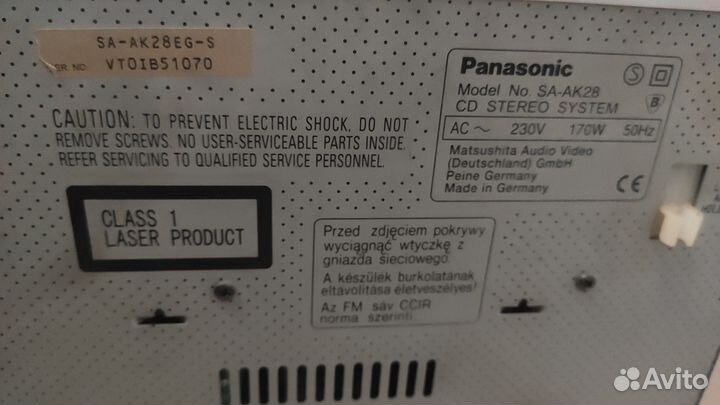 SA-AK28EG-S
SER NO. VT0IB51070
CAUTION: TO PREVENT ELECTRIC SHOCK, DO NOT
REMOVE SCREWS. NO USER-SERVICEABLE PARTS INSIDE.
REFER SERVICING TO QUALIFIED SERVICE PERSONNEL.
CLASS 1
LASER PRODUCT
Panasonic
Model No. SA-AK28
CD STEREO SYSTEM
AC ~ 230V 170W 50Hz
Matsushita Audio Video
(Deutschland) GmbH
Peine Germany
Made in Germany
S
B
CE
Przed zdjęciem pokrywy
wyciągnąć wtyczkę z
gniazda sieciowego.
A készülek burkolatának
eltávolitása életveszélyes!
Az FM sáv CCIR
norma szerinti.
Avito